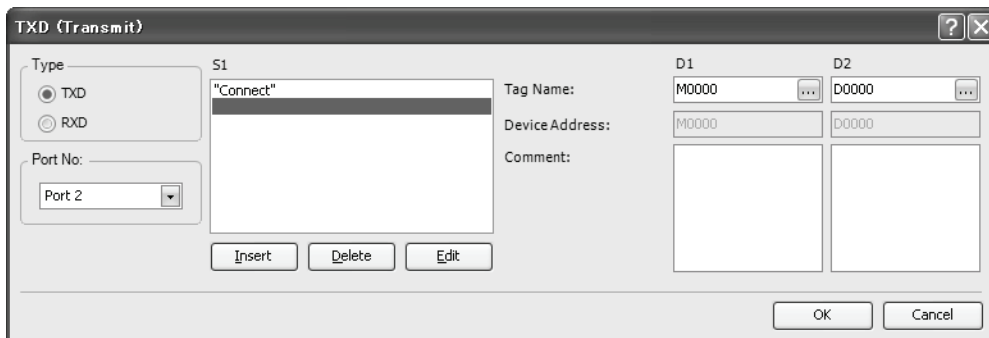 TXD (Transmit)
Type
TXD
RXD
Port No:
Port 2
S1
"Connect"
Insert Delete Edit
D1 D2
Tag Name: M0000 ... D0000 ...
Device Address: M0000 D0000
Comment:
OK Cancel